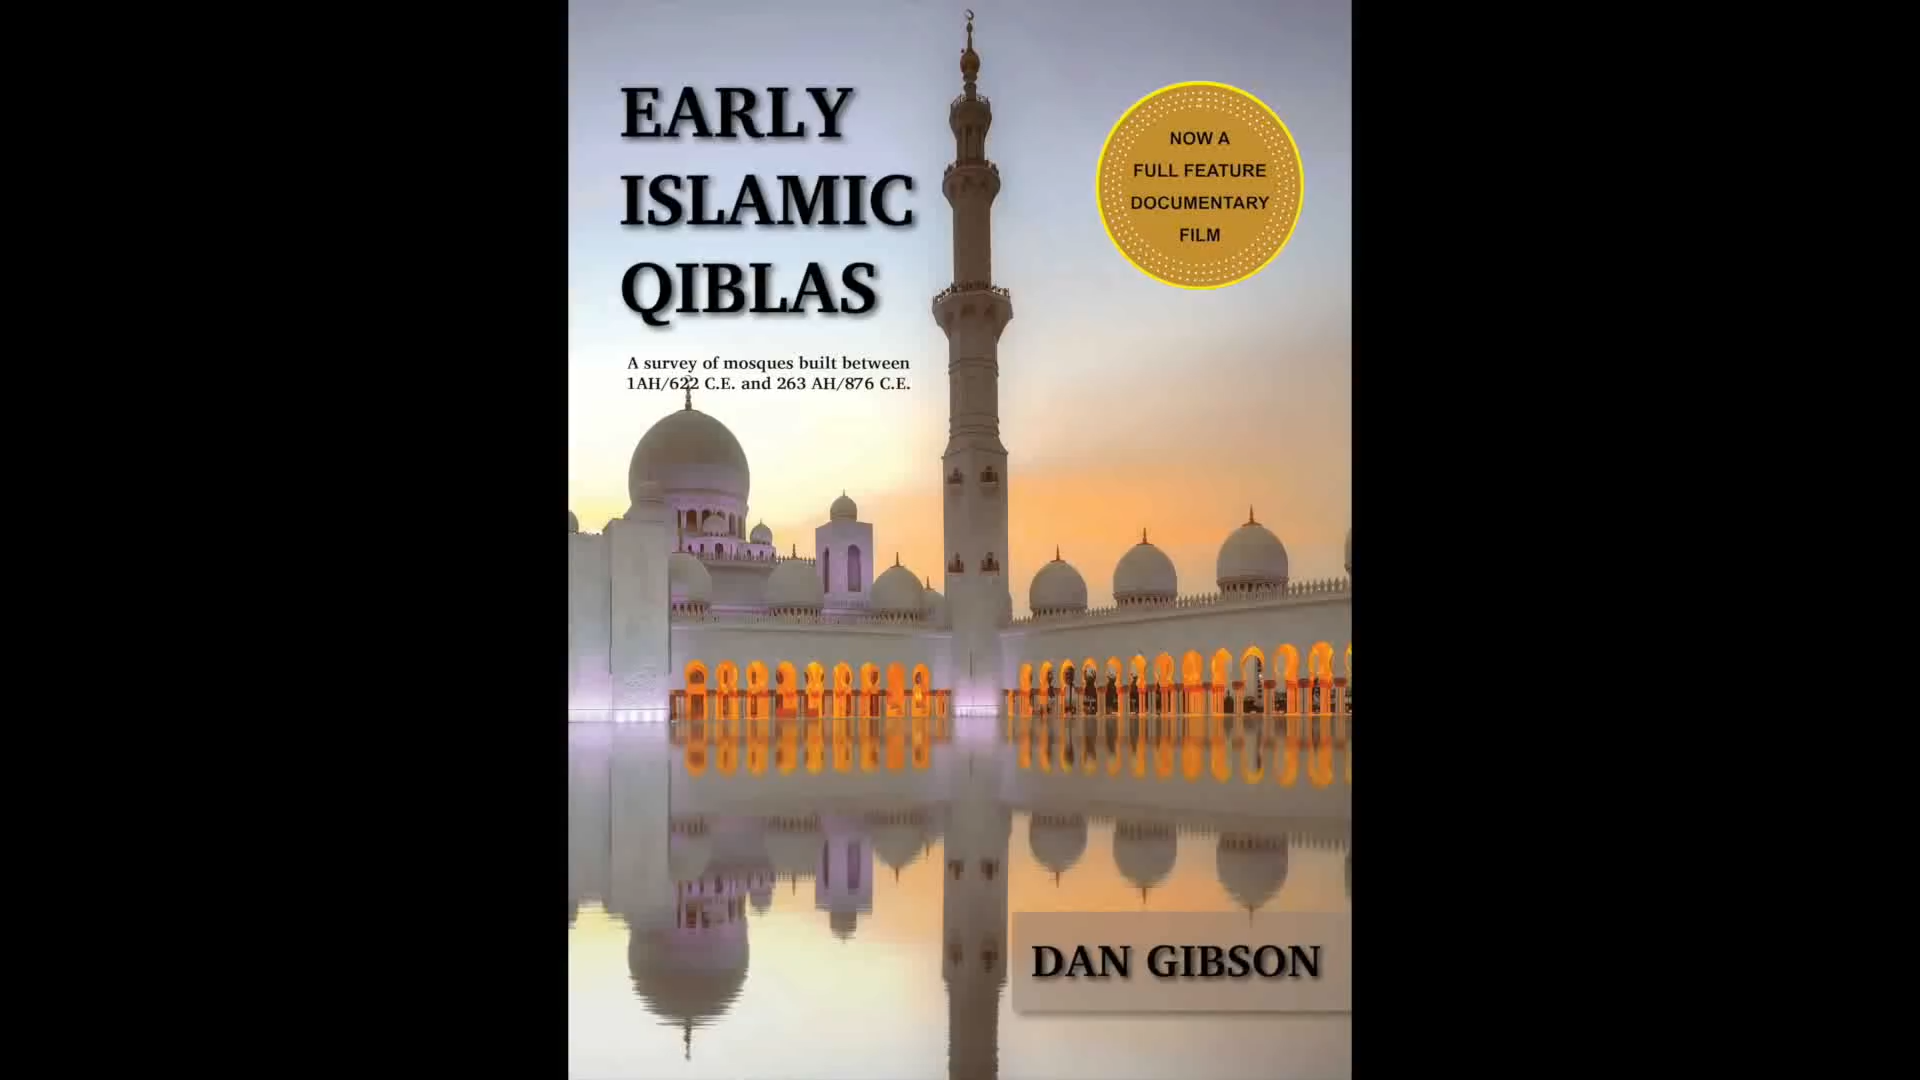 EARLY
ISLAMIC
QIBLAS
A survey of mosques built between
1AH/622 C.E. and 263 AH/876 C.E.
NOW A
FULL FEATURE
DOCUMENTARY
FILM
DAN GIBSON